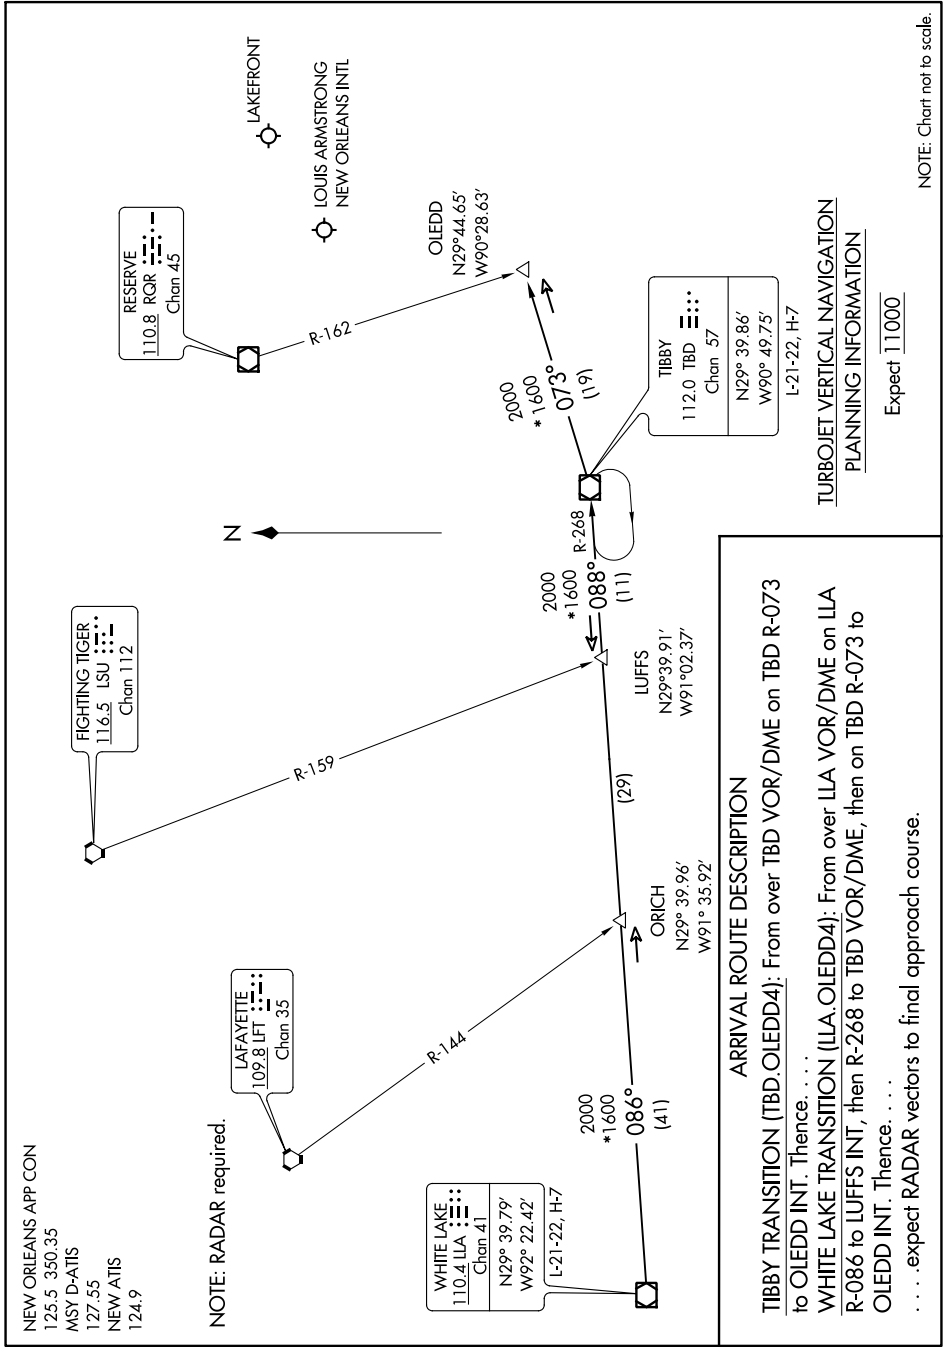 NEW ORLEANS APP CON
125.5 350.35
MSY D-ATIS
127.55
NEW ATIS
124.9
NOTE: RADAR required.
LAFAYETTE
109.8 LFT
Chan 35
FIGHTING TIGER
116.5 LSU
Chan 112
RESERVE
110.8 RQR
Chan 45
LAKEFRONT
LOUIS ARMSTRONG
NEW ORLEANS INTL
N
R-144
R-159
R-162
OLEDD
N29°44.65'
W90°28.63'
WHITE LAKE
110.4 LLA
Chan 41
N29° 39.79'
W92° 22.42'
L-21-22, H-7
2000
*1600
086°
(41)
ORICH
N29° 39.96'
W91° 35.92'
(29)
LUFFS
N29°39.91'
W91°02.37'
2000
*1600
088°
(11)
R-268
2000
*1600
073°
(19)
TIBBY
112.0 TBD
Chan 57
N29° 39.86'
W90° 49.75'
L-21-22, H-7
TURBOJET VERTICAL NAVIGATION
PLANNING INFORMATION
Expect 11000
NOTE: Chart not to scale.
ARRIVAL ROUTE DESCRIPTION
TIBBY TRANSITION (TBD.OLEDD4): From over TBD VOR/DME on TBD R-073
to OLEDD INT. Thence. . . .
WHITE LAKE TRANSITION (LLA.OLEDD4): From over LLA VOR/DME on LLA
R-086 to LUFFS INT, then R-268 to TBD VOR/DME, then on TBD R-073 to
OLEDD INT. Thence. . . .
. . . .expect RADAR vectors to final approach course.